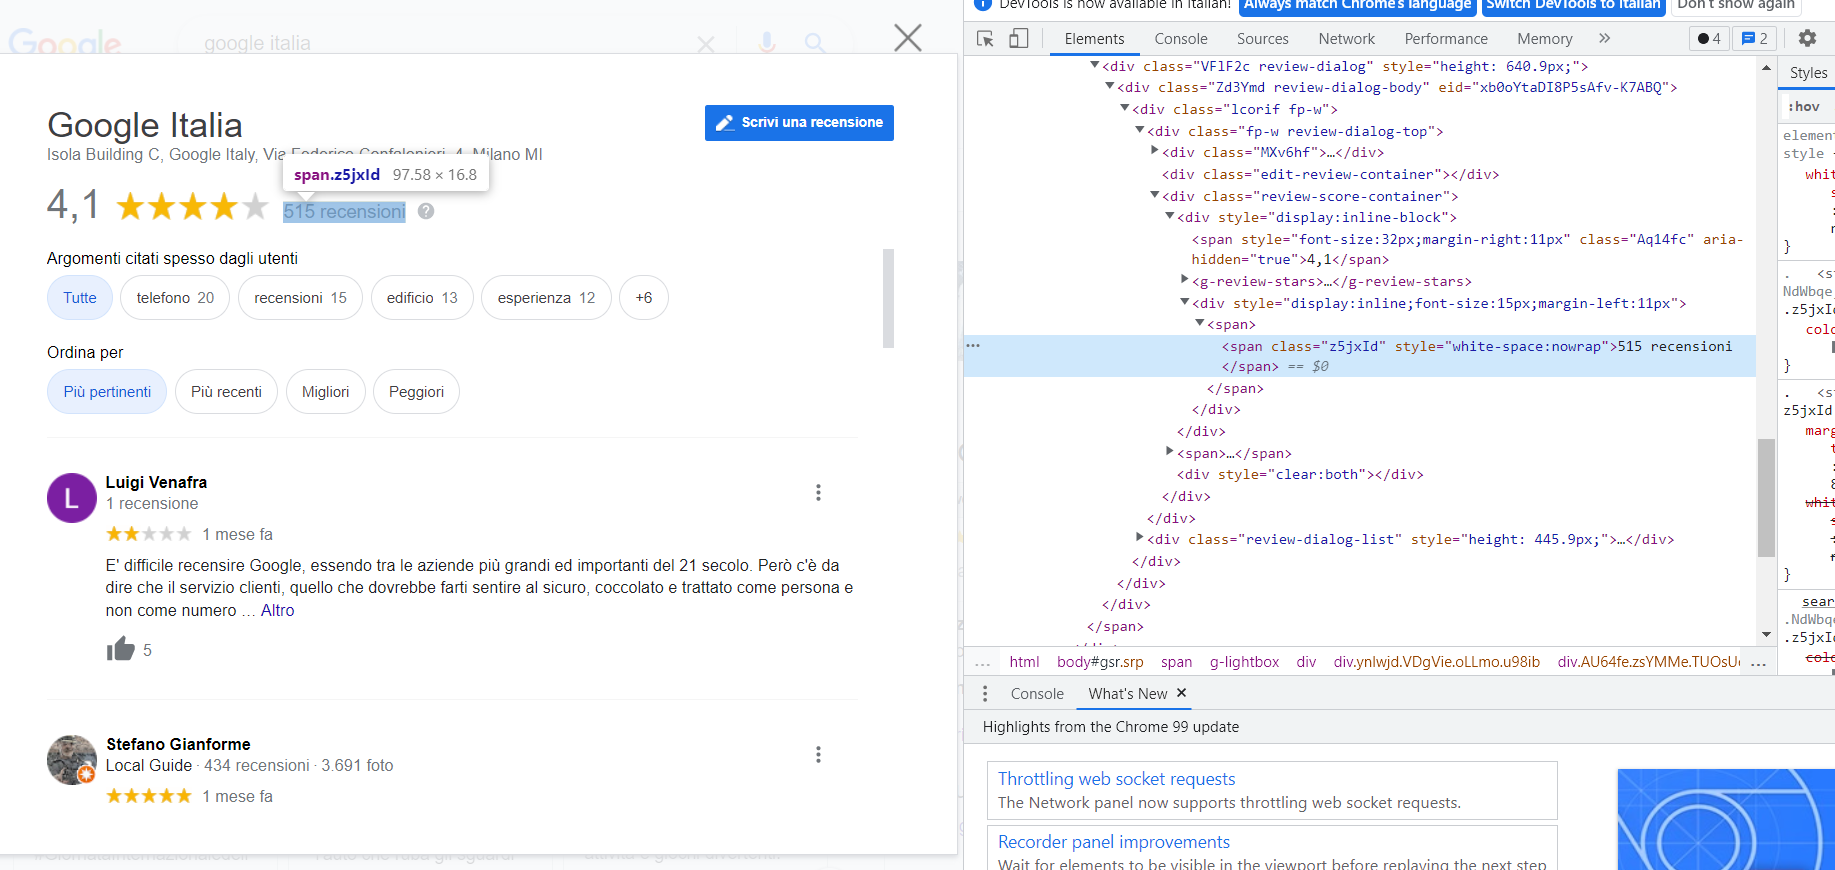 Google
google italia
Google Italia
Scrivi una recensione
Isola Building C, Google Italy, Via Federico Confalonieri, 4, Milano MI
span.z5jxId 97.58 × 16.8
4,1
515 recensioni
Argomenti citati spesso dagli utenti
Tutte
telefono 20
recensioni 15
edificio 13
esperienza 12
+6
Ordina per
Più pertinenti
Più recenti
Migliori
Peggiori
L
Luigi Venafra
1 recensione
1 mese fa
E' difficile recensire Google, essendo tra le aziende più grandi ed importanti del 21 secolo. Però c'è da
dire che il servizio clienti, quello che dovrebbe farti sentire al sicuro, coccolato e trattato come persona e
non come numero … Altro
5
Stefano Gianforme
Local Guide · 434 recensioni · 3.691 foto
1 mese fa
DevTools is now available in Italian!
Always match Chrome's language
Switch DevTools to Italian
Don't show again
Elements
Console
Sources
Network
Performance
Memory
4
2
<div class="VFlF2c review-dialog" style="height: 640.9px;">
<div class="Zd3Ymd review-dialog-body" eid="xb0oYtaDI8P5sAfv-K7ABQ">
<div class="lcorif fp-w">
<div class="fp-w review-dialog-top">
<div class="MXv6hf">…</div>
<div class="edit-review-container"></div>
<div class="review-score-container">
<div style="display:inline-block">
<span style="font-size:32px;margin-right:11px" class="Aq14fc" aria-
hidden="true">4,1</span>
<g-review-stars>…</g-review-stars>
<div style="display:inline;font-size:15px;margin-left:11px">
<span>
<span class="z5jxId" style="white-space:nowrap">515 recensioni
</span> == $0
</span>
</div>
</div>
<span>…</span>
<div style="clear:both"></div>
</div>
</div>
<div class="review-dialog-list" style="height: 445.9px;">…</div>
</div>
</div>
</div>
</span>
... html body#gsr.srp span g-lightbox div div.ynlwjd.VDgVie.oLLmo.u98ib div.AU64fe.zsYMMe.TUOsU ...
Styles
:hov
elemen
style
whit
}
<s
NdWbqe
.z5jxI
colo
}
<s
z5jxId
marg
whit
}
sear
.NdWbq
.z5jxI
colo
Console
What's New
Highlights from the Chrome 99 update
Throttling web socket requests
The Network panel now supports throttling web socket requests.
Recorder panel improvements
Wait for elements to be visible in the viewport before replaying the next step